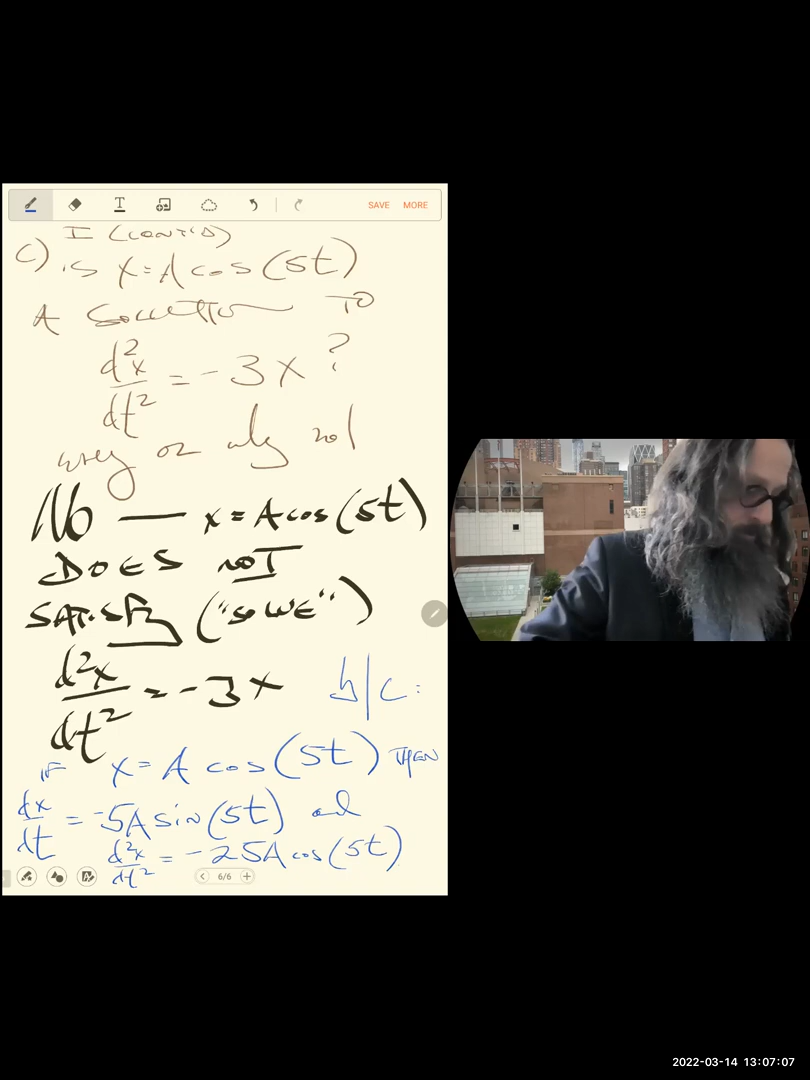 T
SAVE
MORE
I (CONT'D)
c) is x=A cos(5t)
A SOLUTION TO
d²x/dt² = -3x ?
why or why not
No — x=A cos(5t)
DOES NOT
SATISFY ("SOLVE")
d²x/dt² = -3x b/c:
IF x=A cos(5t) THEN
dx/dt = -5A sin(5t) and
d²x/dt² = -25A cos(5t)
6/6
2022-03-14 13:07:07